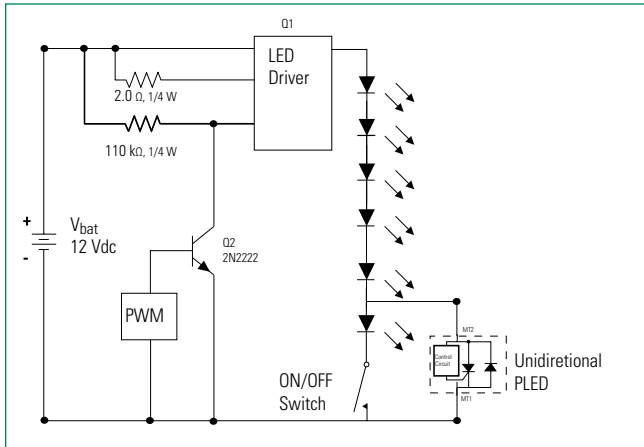 Q1
LED
Driver
2.0 Ω, 1/4 W
110 kΩ, 1/4 W
+
Vbat
12 Vdc
-
Q2
2N2222
PWM
MT2
Control
Circuit
MT1
Unidiretional
PLED
ON/OFF
Switch